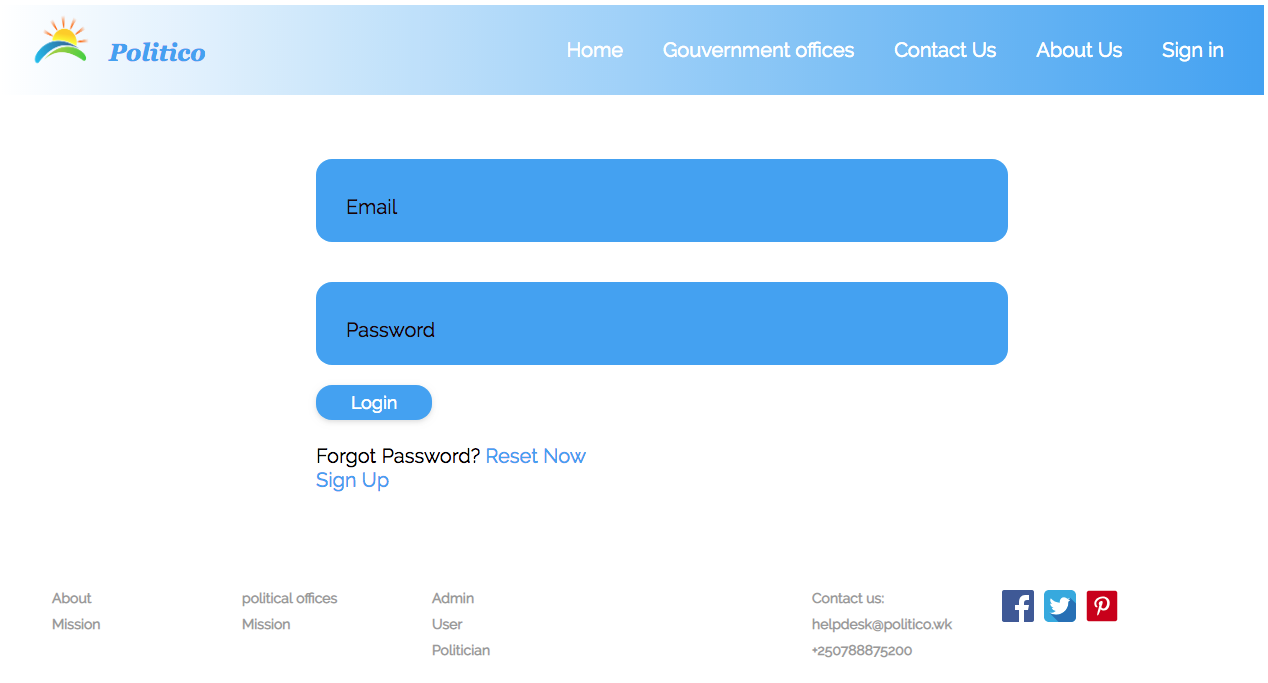 Politico
Home Gouvernment offices Contact Us About Us Sign in
Email
Password
Login
Forgot Password? Reset Now
Sign Up
About
Mission
political offices
Mission
Admin
User
Politician
Contact us:
helpdesk@politico.wk
+250788875200